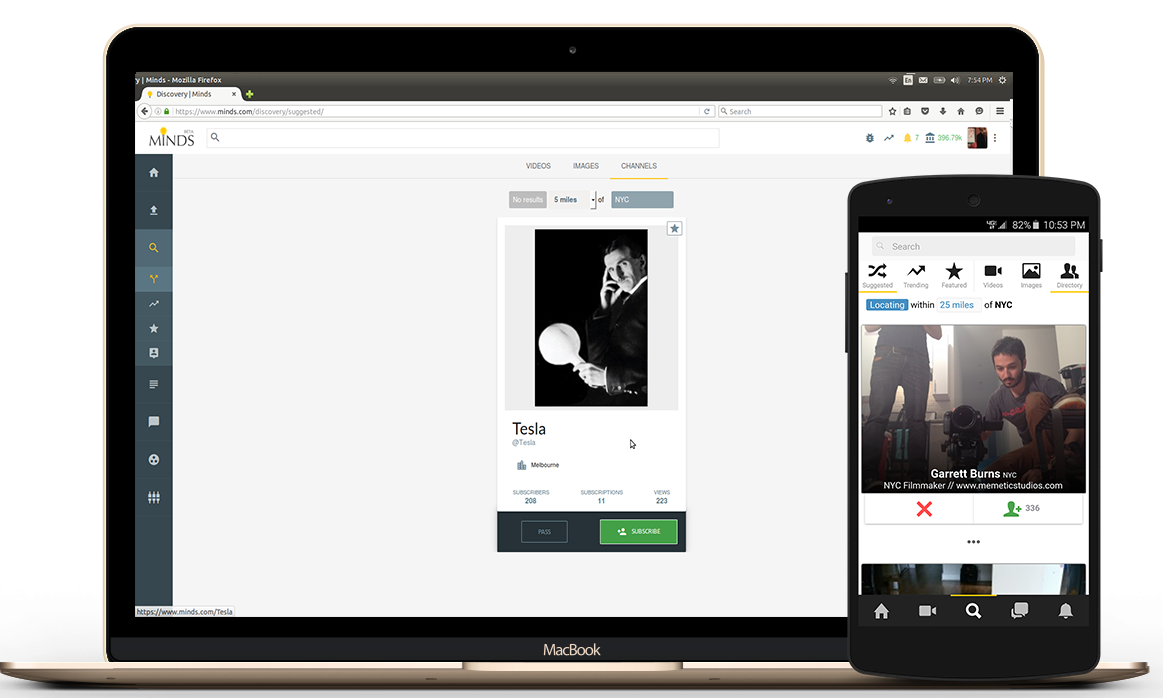 y | Minds - Mozilla Firefox
En
7:54 PM
Discovery | Minds
https://www.minds.com/discovery/suggested/
Search
MINDS
BETA
7
396.79k
VIDEOS IMAGES CHANNELS
No results 5 miles of NYC
Tesla
@Tesla
Melbourne
SUBSCRIBERS SUBSCRIPTIONS VIEWS
208 11 223
PASS SUBSCRIBE
https://www.minds.com/Tesla
MacBook
82% 10:53 PM
Search
Suggested Trending Featured Videos Images Directory
Locating within 25 miles of NYC
Garrett Burns NYC
NYC Filmmaker // www.memeticstudios.com
336